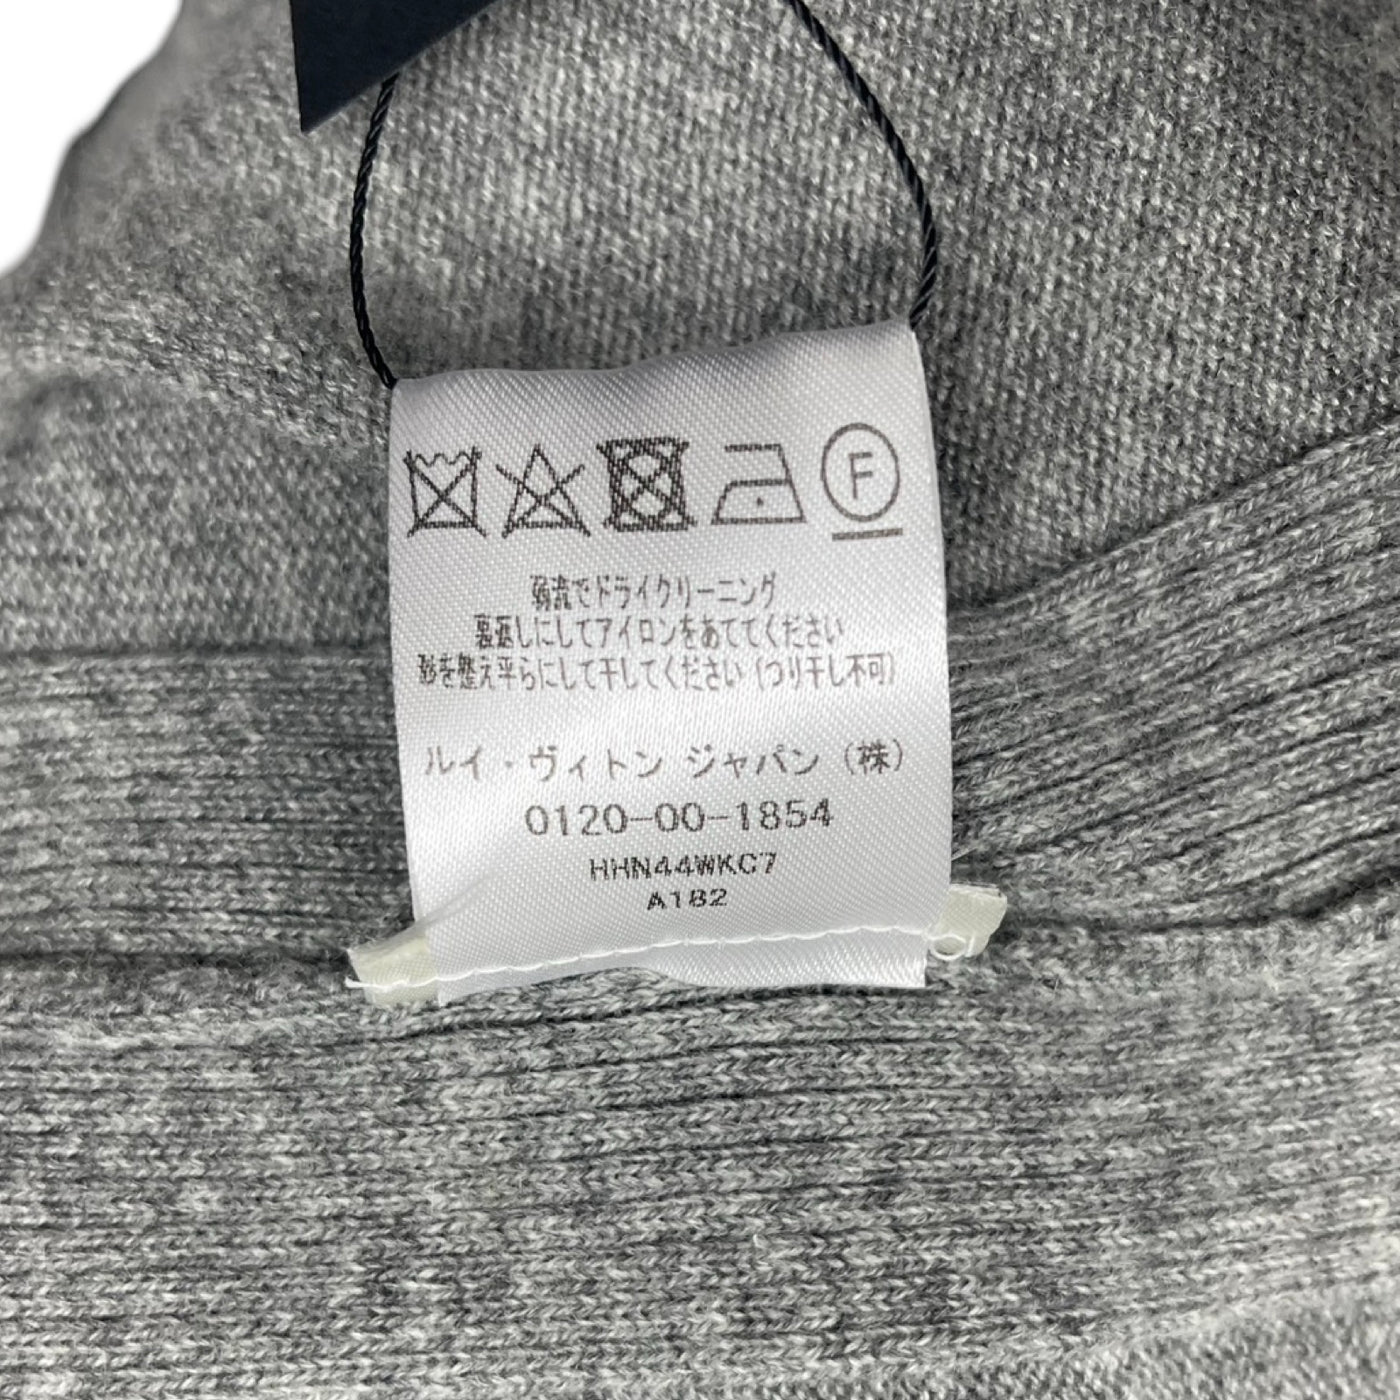 F
弱流でドライクリーニング
裏返しにしてアイロンをあててください
形を整え平らにして干してください（つり干し不可）
ルイ・ヴィトン ジャパン（株）
0120-00-1854
HHN44WKC7
A182